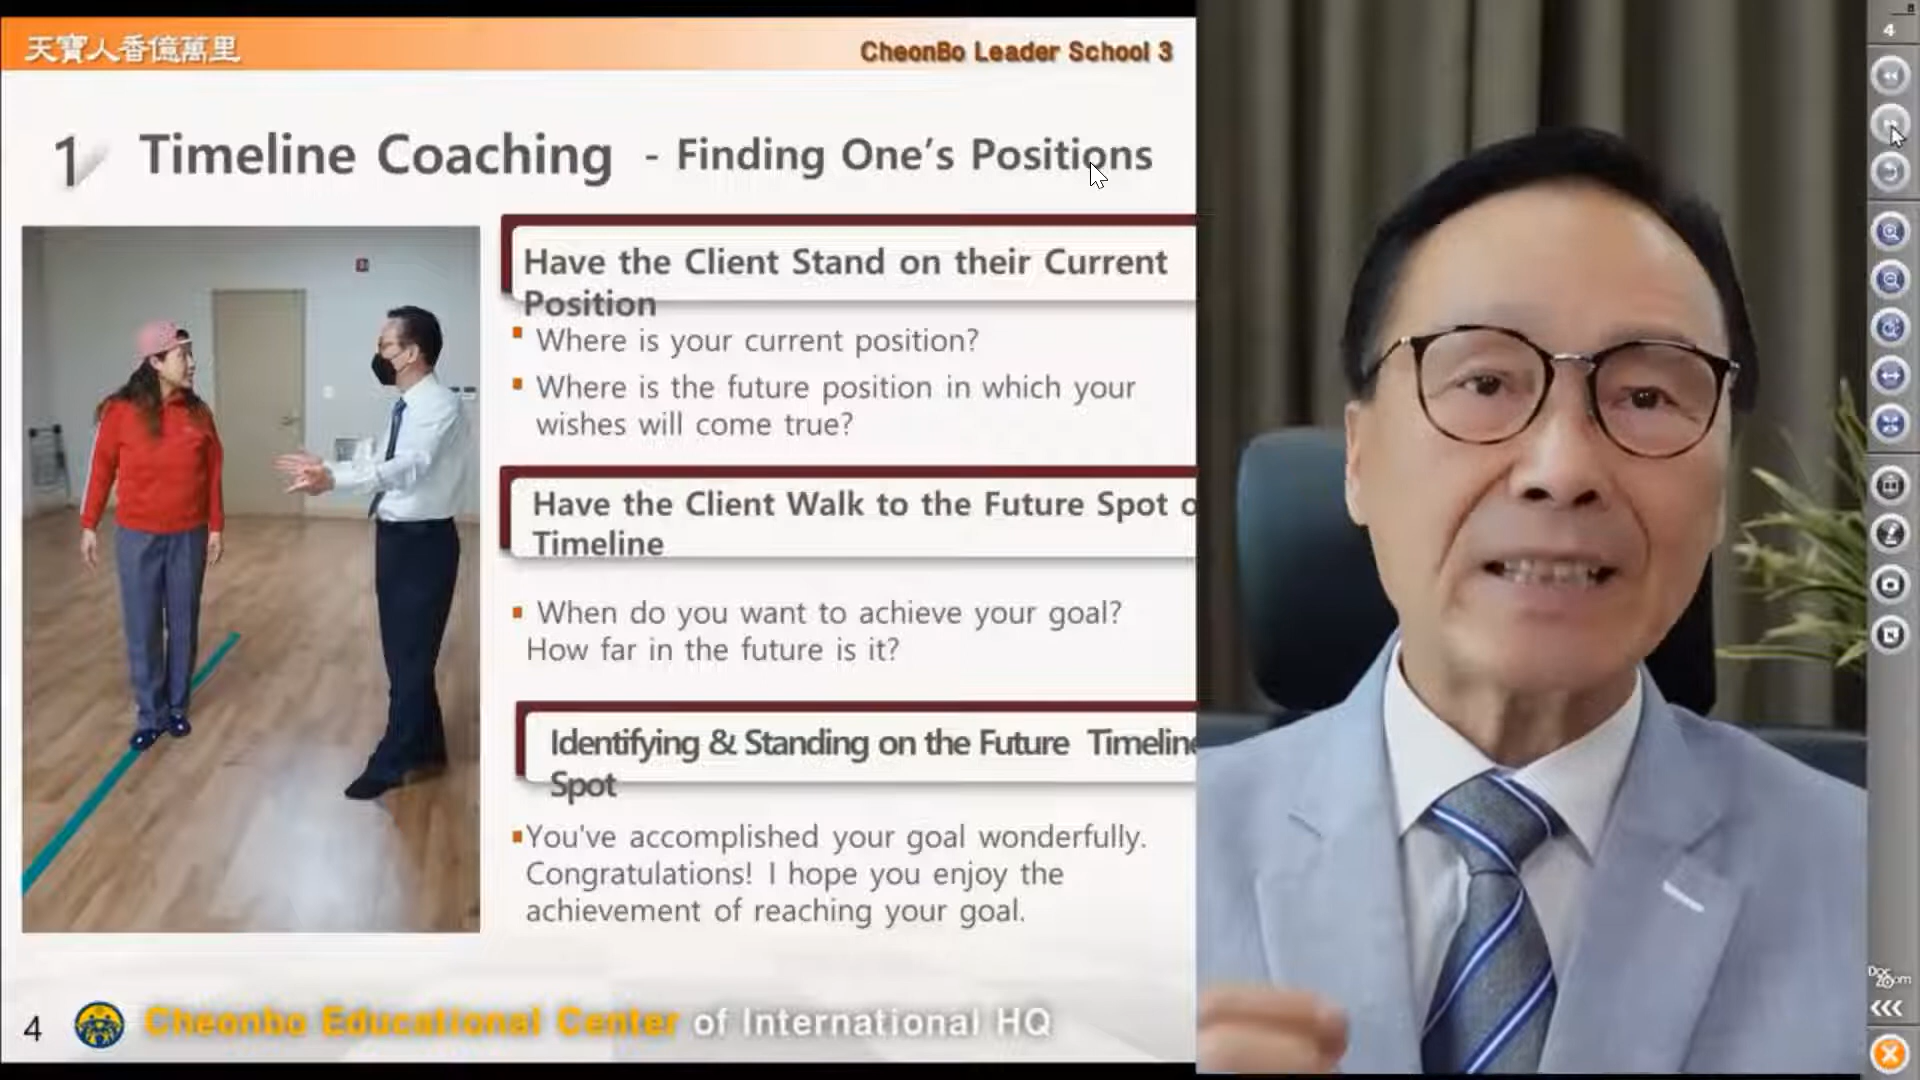 天寶人香億萬里
CheonBo Leader School 3
1 Timeline Coaching - Finding One's Positions
Have the Client Stand on their Current
Position
Where is your current position?
Where is the future position in which your
wishes will come true?
Have the Client Walk to the Future Spot o
Timeline
When do you want to achieve your goal?
How far in the future is it?
Identifying & Standing on the Future Timeline
Spot
You've accomplished your goal wonderfully.
Congratulations! I hope you enjoy the
achievement of reaching your goal.
4
Cheonbo Educational Center of International HQ
4
Doc
Zoom